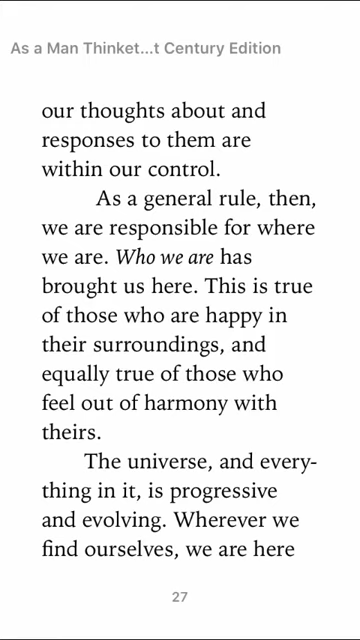 As a Man Thinket...t Century Edition
our thoughts about and
responses to them are
within our control.
As a general rule, then,
we are responsible for where
we are. Who we are has
brought us here. This is true
of those who are happy in
their surroundings, and
equally true of those who
feel out of harmony with
theirs.
The universe, and every-
thing in it, is progressive
and evolving. Wherever we
find ourselves, we are here
27